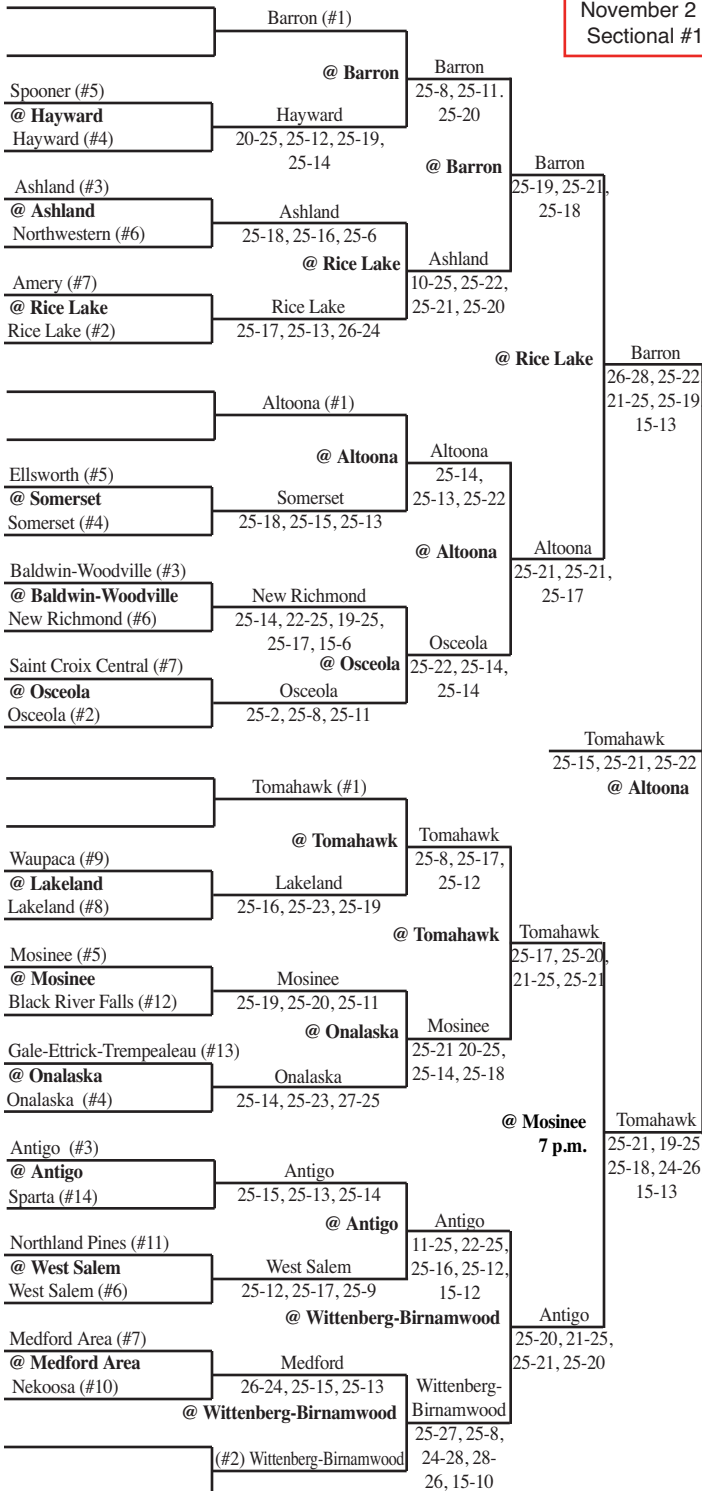 November 2
Sectional #1
Barron (#1)
@ Barron
Spooner (#5)
@ Hayward
Hayward (#4)
Hayward
20-25, 25-12, 25-19,
25-14
Barron
25-8, 25-11.
25-20
@ Barron
Ashland (#3)
@ Ashland
Northwestern (#6)
Ashland
25-18, 25-16, 25-6
@ Rice Lake
Amery (#7)
@ Rice Lake
Rice Lake (#2)
Rice Lake
25-17, 25-13, 26-24
Ashland
10-25, 25-22,
25-21, 25-20
Barron
25-19, 25-21,
25-18
@ Rice Lake
Barron
26-28, 25-22
21-25, 25-19
15-13
Altoona (#1)
@ Altoona
Ellsworth (#5)
@ Somerset
Somerset (#4)
Somerset
25-18, 25-15, 25-13
Altoona
25-14,
25-13, 25-22
@ Altoona
Baldwin-Woodville (#3)
@ Baldwin-Woodville
New Richmond (#6)
New Richmond
25-14, 22-25, 19-25,
25-17, 15-6
@ Osceola
Saint Croix Central (#7)
@ Osceola
Osceola (#2)
Osceola
25-2, 25-8, 25-11
Osceola
25-22, 25-14,
25-14
Altoona
25-21, 25-21,
25-17
Tomahawk
25-15, 25-21, 25-22
@ Altoona
Tomahawk (#1)
@ Tomahawk
Waupaca (#9)
@ Lakeland
Lakeland (#8)
Lakeland
25-16, 25-23, 25-19
Tomahawk
25-8, 25-17,
25-12
@ Tomahawk
Mosinee (#5)
@ Mosinee
Black River Falls (#12)
Mosinee
25-19, 25-20, 25-11
@ Onalaska
Gale-Ettrick-Trempealeau (#13)
@ Onalaska
Onalaska (#4)
Onalaska
25-14, 25-23, 27-25
Mosinee
25-21 20-25,
25-14, 25-18
Tomahawk
25-17, 25-20,
21-25, 25-21
@ Mosinee
7 p.m.
Tomahawk
25-21, 19-25
25-18, 24-26
15-13
Antigo (#3)
@ Antigo
Sparta (#14)
Antigo
25-15, 25-13, 25-14
@ Antigo
Northland Pines (#11)
@ West Salem
West Salem (#6)
West Salem
25-12, 25-17, 25-9
Antigo
11-25, 22-25,
25-16, 25-12,
15-12
@ Wittenberg-Birnamwood
Medford Area (#7)
@ Medford Area
Nekoosa (#10)
Medford
26-24, 25-15, 25-13
@ Wittenberg-Birnamwood
(#2) Wittenberg-Birnamwood
Wittenberg-
Birnamwood
25-27, 25-8,
24-28, 28-
26, 15-10
Antigo
25-20, 21-25,
25-21, 25-20